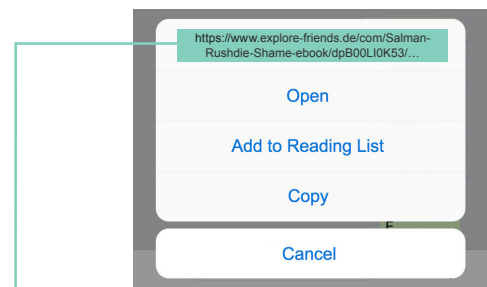 https://www.explore-friends.de/com/Salman-
Rushdie-Shame-ebook/dpB00LI0K53/…
Open
Add to Reading List
Copy
Cancel